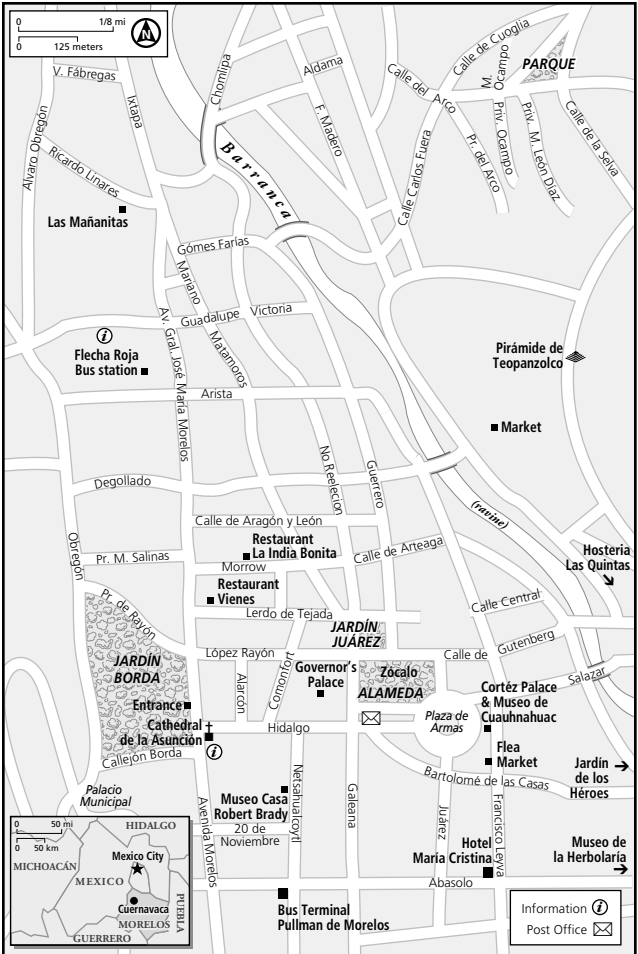 0 1/8 mi
0 125 meters
N
V. Fábregas
Ixtapa
Chomlipa
Aldama
F. Madero
Calle de Cuoglia
M. Ocampo
PARQUE
Calle del Arco
Priv. Ocampo
Priv. M. León Díaz
Calle de la Selva
Pr. del Arco
Calle Carlos Fuera
Alvaro Obregón
Ricardo Linares
Barranca
Las Mañanitas
Gómes Farías
Mariano
Matamoros
Guadalupe Victoria
Av. Gral. José María Morelos
Flecha Roja
Bus station
Pirámide de
Teopanzolco
Arista
Market
No Reelecion
Guerrero
Degollado
(ravine)
Calle de Aragón y León
Obregón
Restaurant
La India Bonita
Calle de Arteaga
Pr. M. Salinas
Morrow
Hosteria
Las Quintas
Restaurant
Vienes
Pr. de Rayón
Lerdo de Tejada
Calle Central
JARDÍN
JUÁREZ
Calle de Gutenberg
López Rayón
JARDÍN
BORDA
Alarcón
Comonfort
Governor's
Palace
Zócalo
ALAMEDA
Salazar
Cortéz Palace
& Museo de
Cuauhnahuac
Entrance
Plaza de
Armas
Cathedral
de la Asunción
Hidalgo
Flea
Market
Callejón Borda
Bartolomé de las Casas
Jardín
de los
Héroes
Palacio
Municipal
Museo Casa
Robert Brady
Netsahualcoyti
Galeana
Juárez
Francisco Leyva
Avenida Morelos
20 de
Noviembre
Hotel
María Cristina
Museo de
la Herbolaría
Abasolo
Bus Terminal
Pullman de Morelos
0 50 mi
0 50 km
HIDALGO
MICHOACÁN
Mexico City
MEXICO
PUEBLA
Cuernavaca
MORELOS
GUERRERO
Information i
Post Office